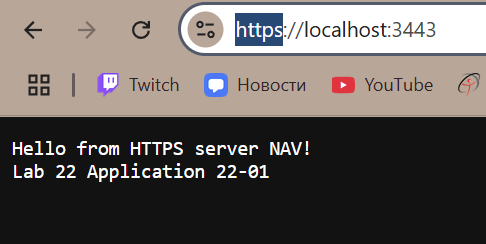 https://localhost:3443
Twitch
Новости
YouTube
Hello from HTTPS server NAV!
Lab 22 Application 22-01